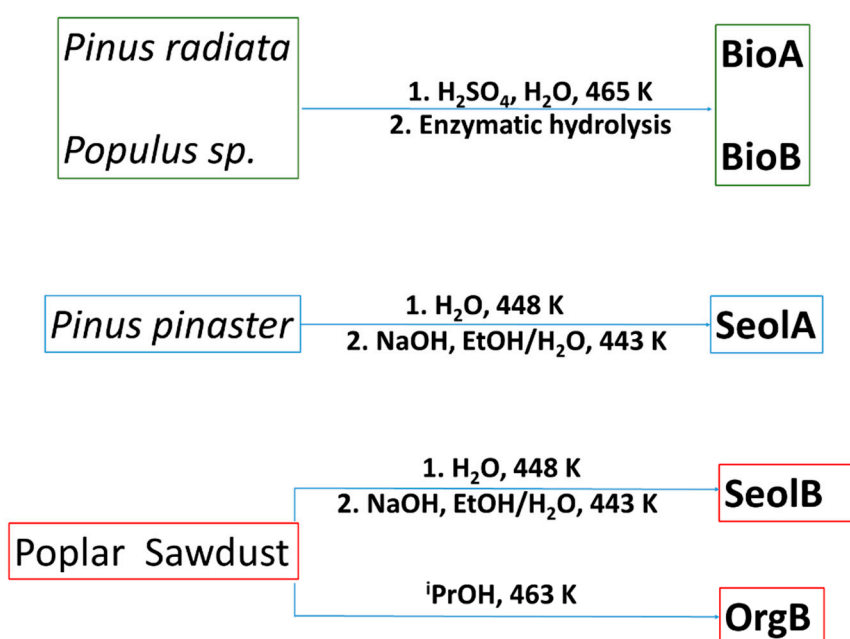 Pinus radiata
Populus sp.
1. H₂SO₄, H₂O, 465 K
2. Enzymatic hydrolysis
BioA
BioB
Pinus pinaster
1. H₂O, 448 K
2. NaOH, EtOH/H₂O, 443 K
SeolA
Poplar Sawdust
1. H₂O, 448 K
2. NaOH, EtOH/H₂O, 443 K
SeolB
ⁱPrOH, 463 K
OrgB